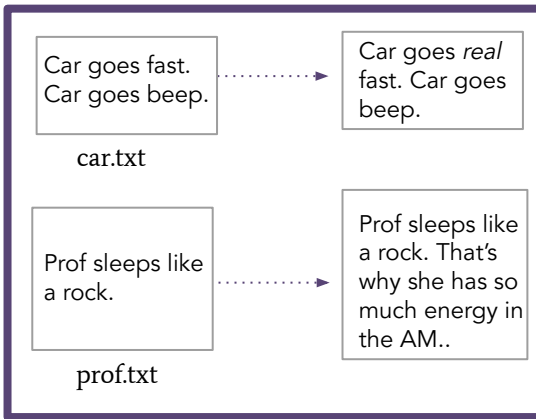 Car goes fast.
Car goes beep.
car.txt
Car goes real
fast. Car goes
beep.
Prof sleeps like
a rock.
prof.txt
Prof sleeps like
a rock. That's
why she has so
much energy in
the AM..